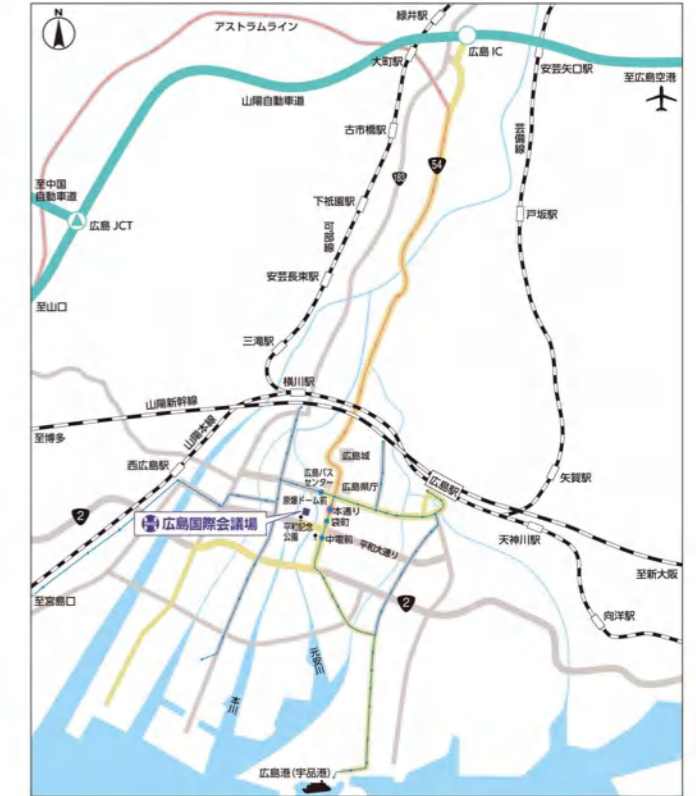 緑井駅
アストラムライン
広島 IC
大町駅
安芸矢口駅
至広島空港
山陽自動車道
古市橋駅
芸備線
54
183
至中国
自動車道
下祇園駅
戸坂駅
広島 JCT
可部線
安芸長束駅
至山口
三滝駅
横川駅
山陽新幹線
至博多
山陽本線
広島城
西広島駅
広島バス
センター
広島県庁
広島駅
矢賀駅
原爆ドーム前
本通り
2
広島国際会議場
平和記念
公園
袋町
中電前
平和大通り
天神川駅
至新大阪
至宮島口
2
向洋駅
元安川
本川
広島港(宇品港)